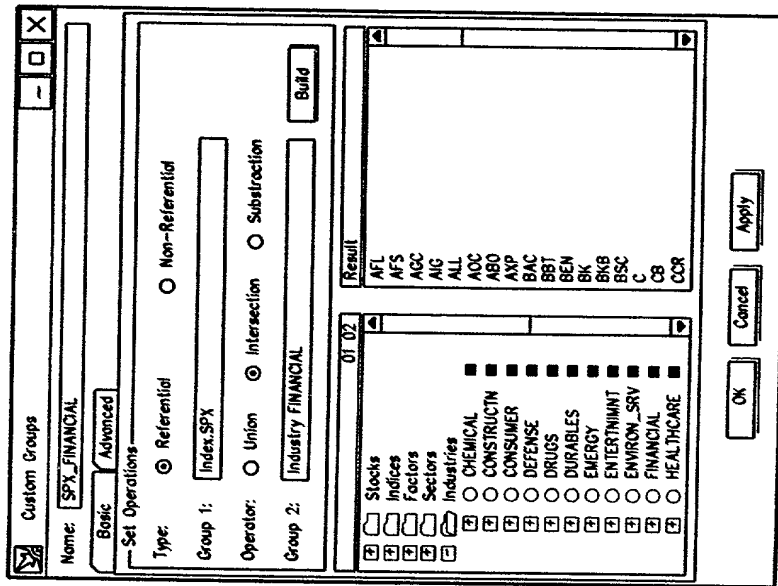 Custom Groups
Name: SPX_FINANCIAL
Basic Advanced
Set Operations
Type: Referential Non-Referential
Group 1: Index.SPX
Operator: Union Intersection Substraction
Group 2: Industry FINANCIAL Build
01 02
Stocks
Indices
Factors
Sectors
Industries
CHEMICAL
CONSTRUCTN
CONSUMER
DEFENSE
DRUGS
DURABLES
EMERGY
ENTERTNIMNT
ENVIRON_SRV
FINANCIAL
HEALTHCARE
Result
AFL
AFS
AGC
AIG
ALL
AOC
ABO
AXP
BAC
BBT
BEN
BK
BKB
BSC
C
CB
CCR
OK Cancel Apply